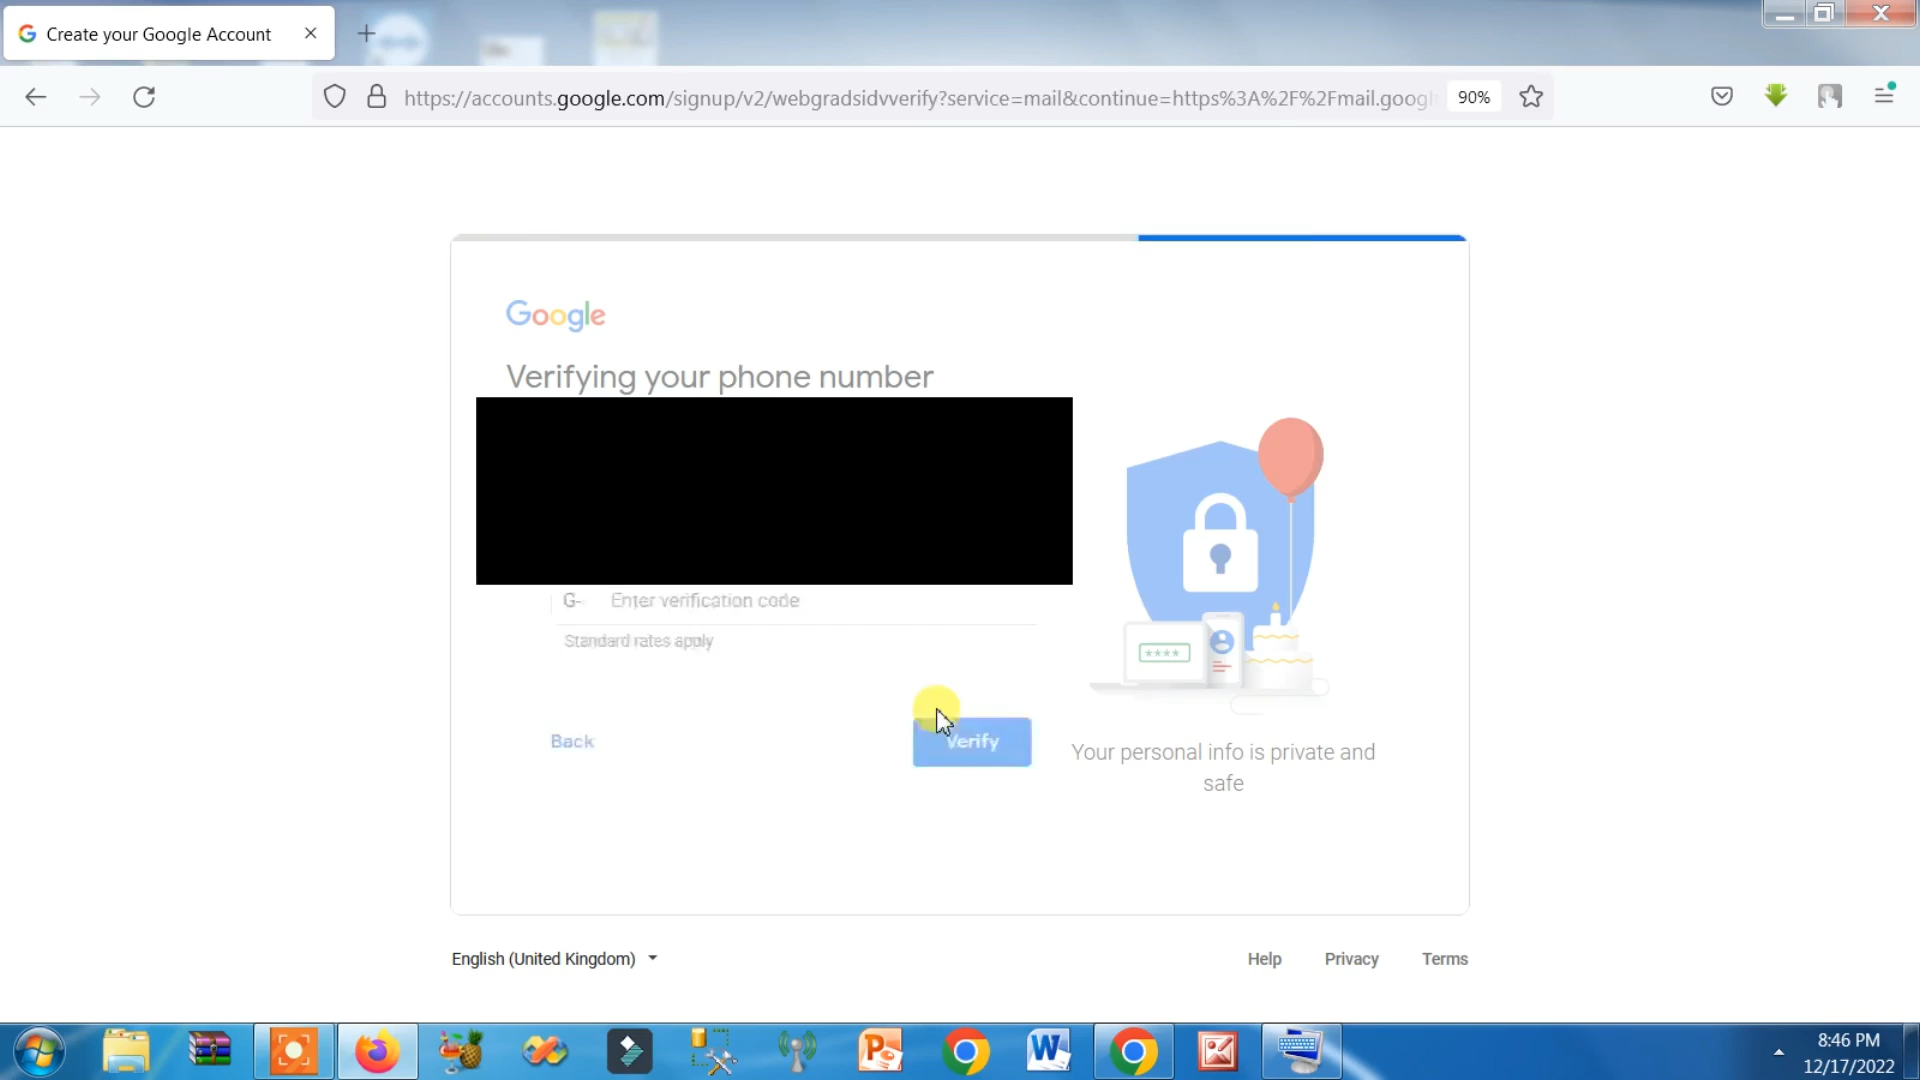 Create your Google Account
https://accounts.google.com/signup/v2/webgradsidvverify?service=mail&continue=https%3A%2F%2Fmail.googl
90%
Google
Verifying your phone number
G-
Enter verification code
Standard rates apply
****
Back
Verify
Your personal info is private and
safe
English (United Kingdom)
Help
Privacy
Terms
8:46 PM
12/17/2022